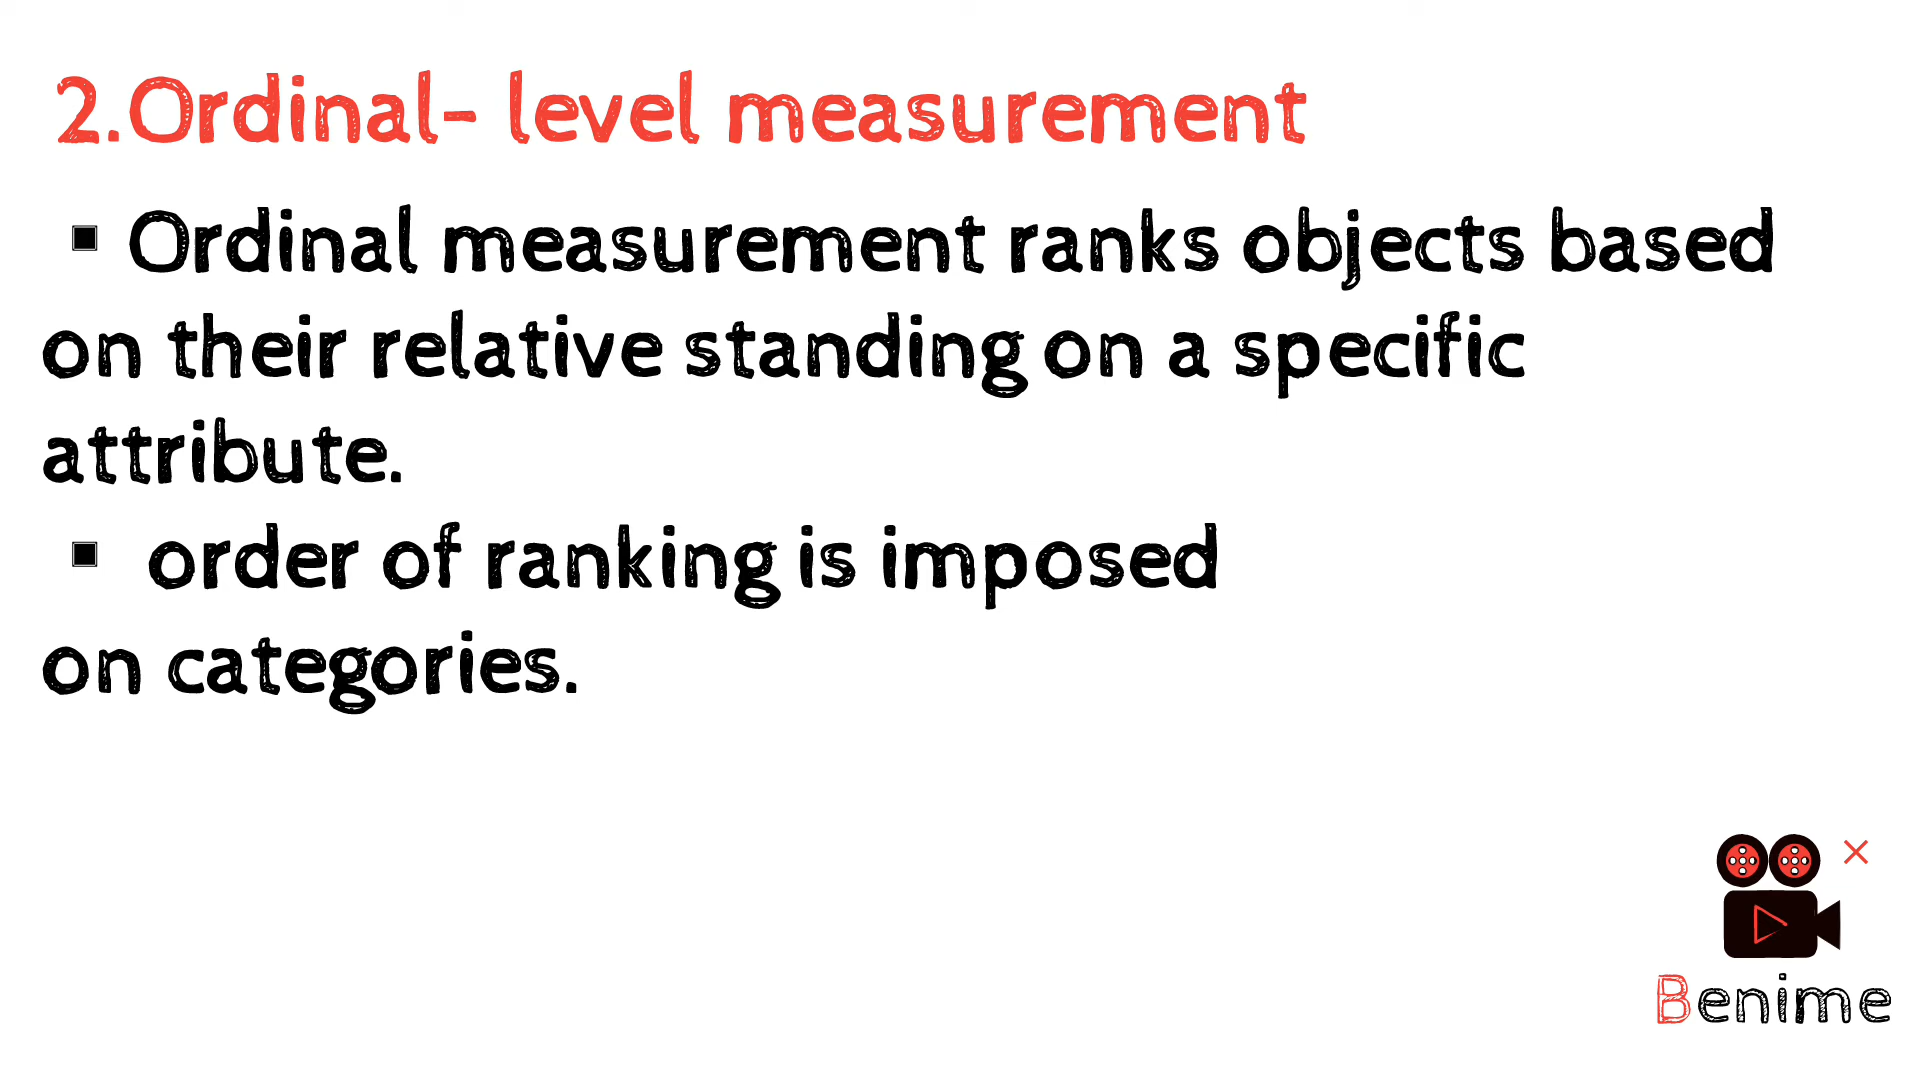 2.Ordinal- level measurement
▣ Ordinal measurement ranks objects based
on their relative standing on a specific
attribute.
▣ order of ranking is imposed
on categories.
Benime